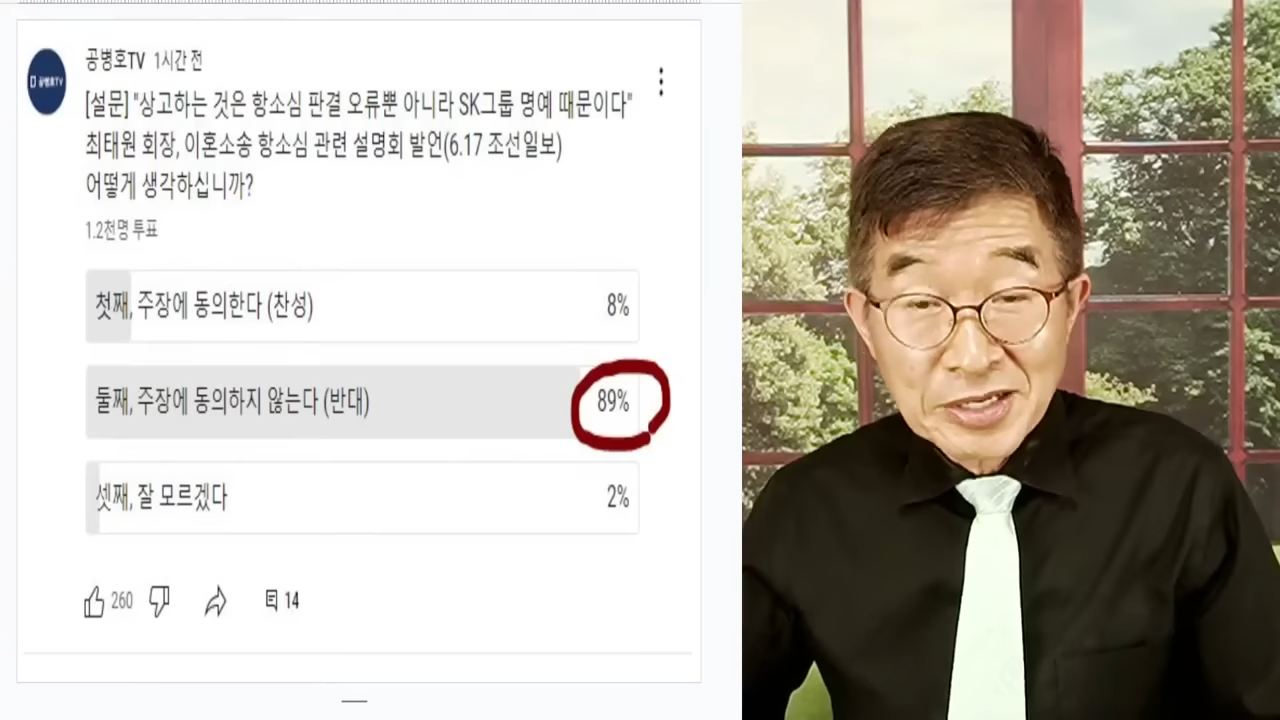 공병호TV 1시간 전
공병호TV
[설문] "상고하는 것은 항소심 판결 오류뿐 아니라 SK그룹 명예 때문이다"
최태원 회장, 이혼소송 항소심 관련 설명회 발언(6.17 조선일보)
어떻게 생각하십니까?
1.2천명 투표
첫째, 주장에 동의한다 (찬성) 8%
둘째, 주장에 동의하지 않는다 (반대) 89%
셋째, 잘 모르겠다 2%
260 14